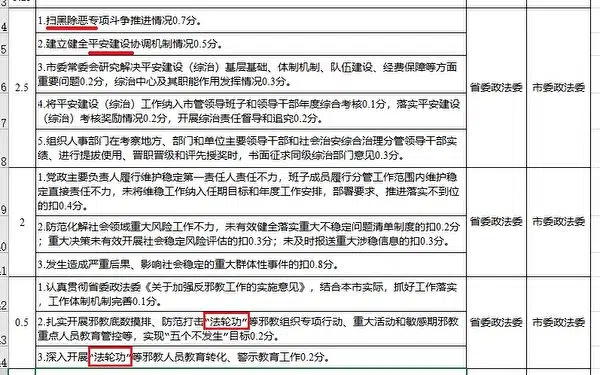 4
1.扫黑除恶专项斗争推进情况0.7分。
2.建立健全平安建设协调机制情况0.5分。
3.市委常委会研究解决平安建设（综治）基层基础、体制机制、队伍建设、经费保障等方面
重要问题0.2分，综治中心及其职能作用发挥情况0.3分。
4.将平安建设（综治）工作纳入市管领导班子和领导干部年度综合考核0.1分，落实平安建设
（综治）考核奖励情况0.2分，开展综治责任督导和追究0.2分。
5.组织人事部门在考察地方、部门和单位主要领导干部和社会治安综合治理分管领导干部实
绩、进行提拔使用、晋职晋级和评先授奖时，书面征求同级综治部门意见0.3分。
2.5
省委政法委
市委政法委
5
6
7
8
1.党政主要负责人履行维护稳定第一责任人责任不力，班子成员履行分管工作范围内维护稳
定直接责任不力，未将维稳工作纳入任期目标和年度工作安排，部署要求、推进落实不到位
的扣0.4分。
2.防范化解社会领域重大风险工作不力，未有效健全落实重大不稳定问题清单制度的扣0.2分
；重大决策未有效开展社会稳定风险评估的扣0.3分；未及时报送重大涉稳信息的扣0.3分。
3.发生造成严重后果、影响社会稳定的重大群体性事件的扣0.8分。
2
省委政法委
市委政法委
1.认真贯彻省委政法委《关于加强反邪教工作的实施意见》，结合本市实际，抓好工作落
实，工作体制机制完善0.1分。
2.扎实开展邪教底数摸排、防范打击“法轮功”等邪教组织专项行动、重大活动和敏感期邪教
重点人员教育管控等，实现“五个不发生”目标0.2分。
3.深入开展“法轮功”等邪教人员教育转化、警示教育工作0.2分。
0.5
省委政法委
市委政法委